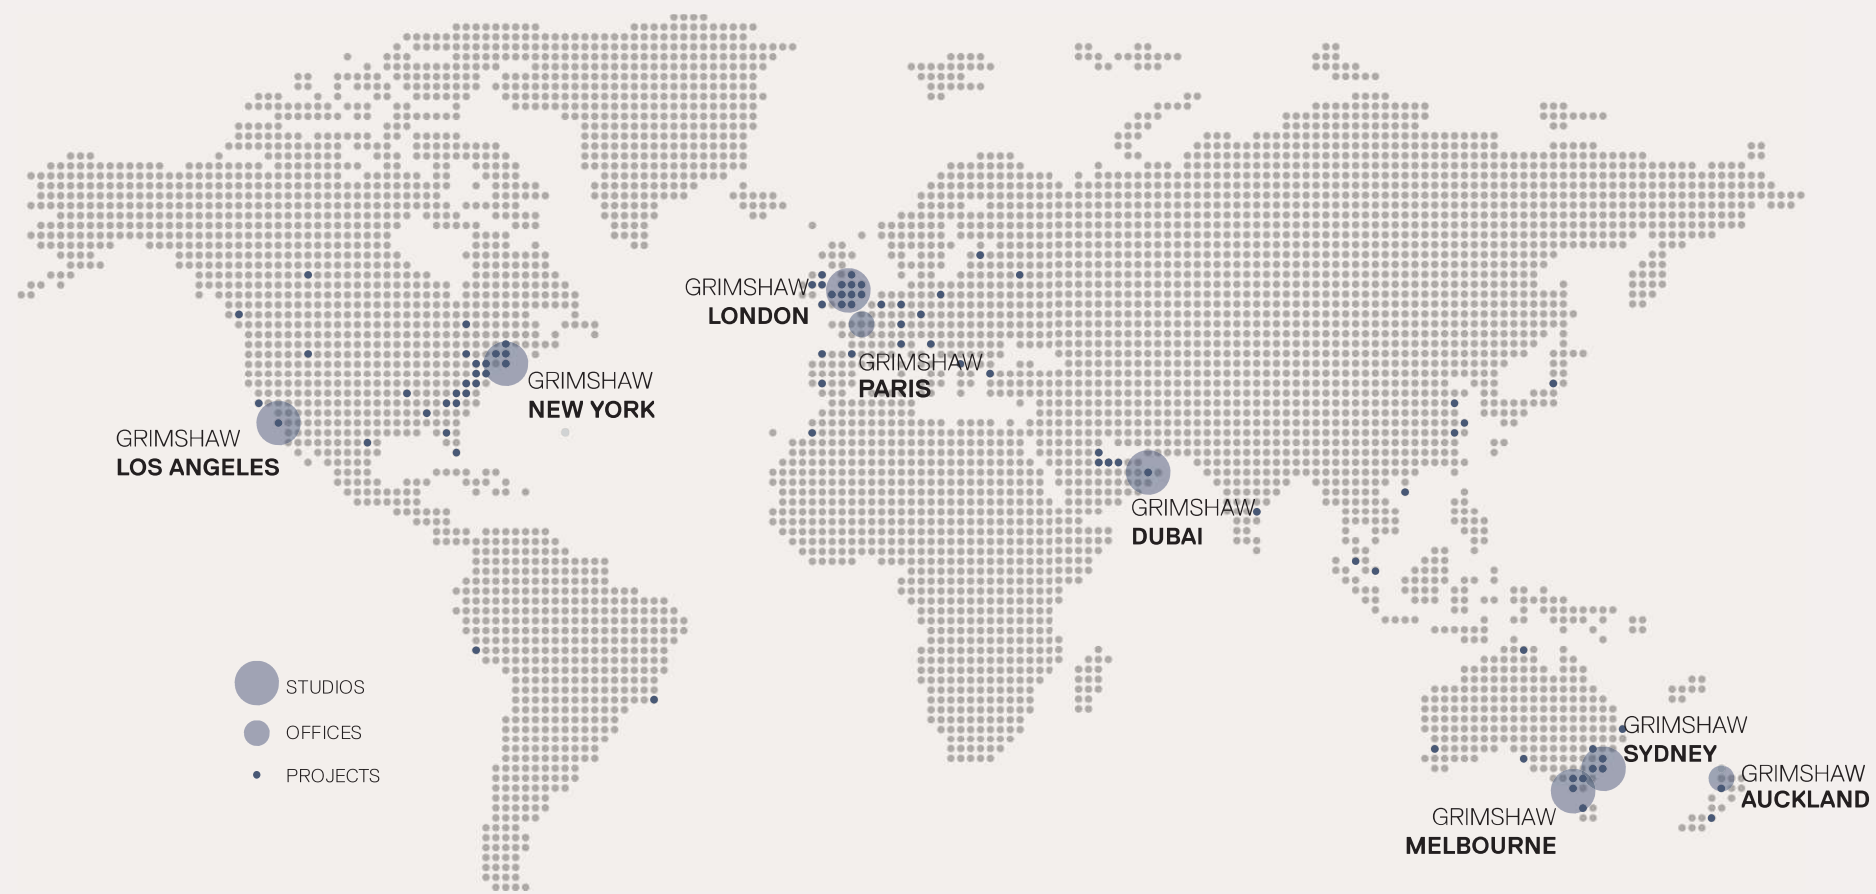 GRIMSHAW
LONDON
GRIMSHAW
PARIS
GRIMSHAW
NEW YORK
GRIMSHAW
LOS ANGELES
GRIMSHAW
DUBAI
STUDIOS
OFFICES
PROJECTS
GRIMSHAW
SYDNEY
GRIMSHAW
AUCKLAND
GRIMSHAW
MELBOURNE